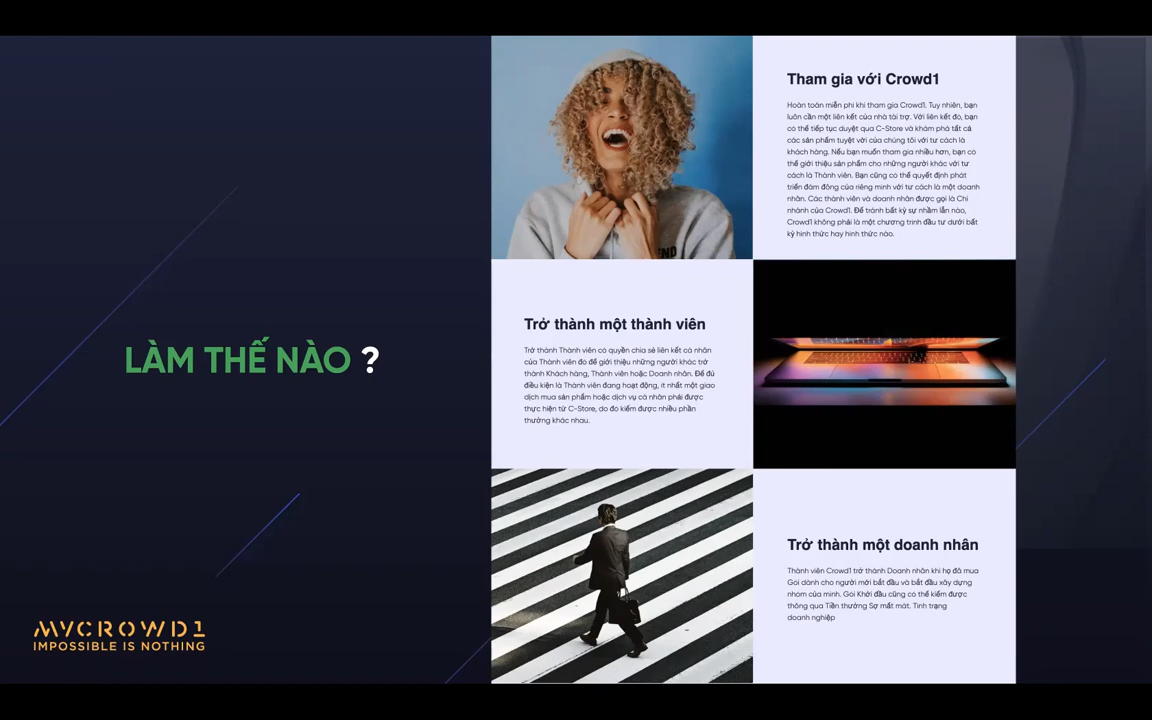 LÀM THẾ NÀO ?
MYCROWD1
IMPOSSIBLE IS NOTHING
Tham gia với Crowd1
Hoàn toàn miễn phí khi tham gia Crowd1. Tuy nhiên, bạn
luôn cần một liên kết của nhà tài trợ. Với liên kết đó, bạn
có thể tiếp tục duyệt qua C-Store và khám phá tất cả
các sản phẩm tuyệt vời của chúng tôi với tư cách là
khách hàng. Nếu bạn muốn tham gia nhiều hơn, bạn có
thể giới thiệu sản phẩm cho những người khác với tư
cách là Thành viên. Bạn cũng có thể quyết định phát
triển đám đông của riêng mình với tư cách là một doanh
nhân. Các thành viên và doanh nhân được gọi là Chi
nhánh của Crowd1. Để tránh bất kỳ sự nhầm lẫn nào,
Crowd1 không phải là một chương trình đầu tư dưới bất
kỳ hình thức hay hình thức nào.
Trở thành một thành viên
Trở thành Thành viên có quyền chia sẻ liên kết cá nhân
của Thành viên đó để giới thiệu những người khác trở
thành Khách hàng, Thành viên hoặc Doanh nhân. Để đủ
điều kiện là Thành viên đang hoạt động, ít nhất một giao
dịch mua sản phẩm hoặc dịch vụ cá nhân phải được
thực hiện từ C-Store, do đó kiếm được nhiều phần
thưởng khác nhau.
END
Trở thành một doanh nhân
Thành viên Crowd1 trở thành Doanh nhân khi họ đã mua
Gói dành cho người mới bắt đầu và bắt đầu xây dựng
nhóm của mình. Gói Khởi đầu cũng có thể kiếm được
thông qua Tiền thưởng Sợ mất mát. Tình trạng
doanh nghiệp